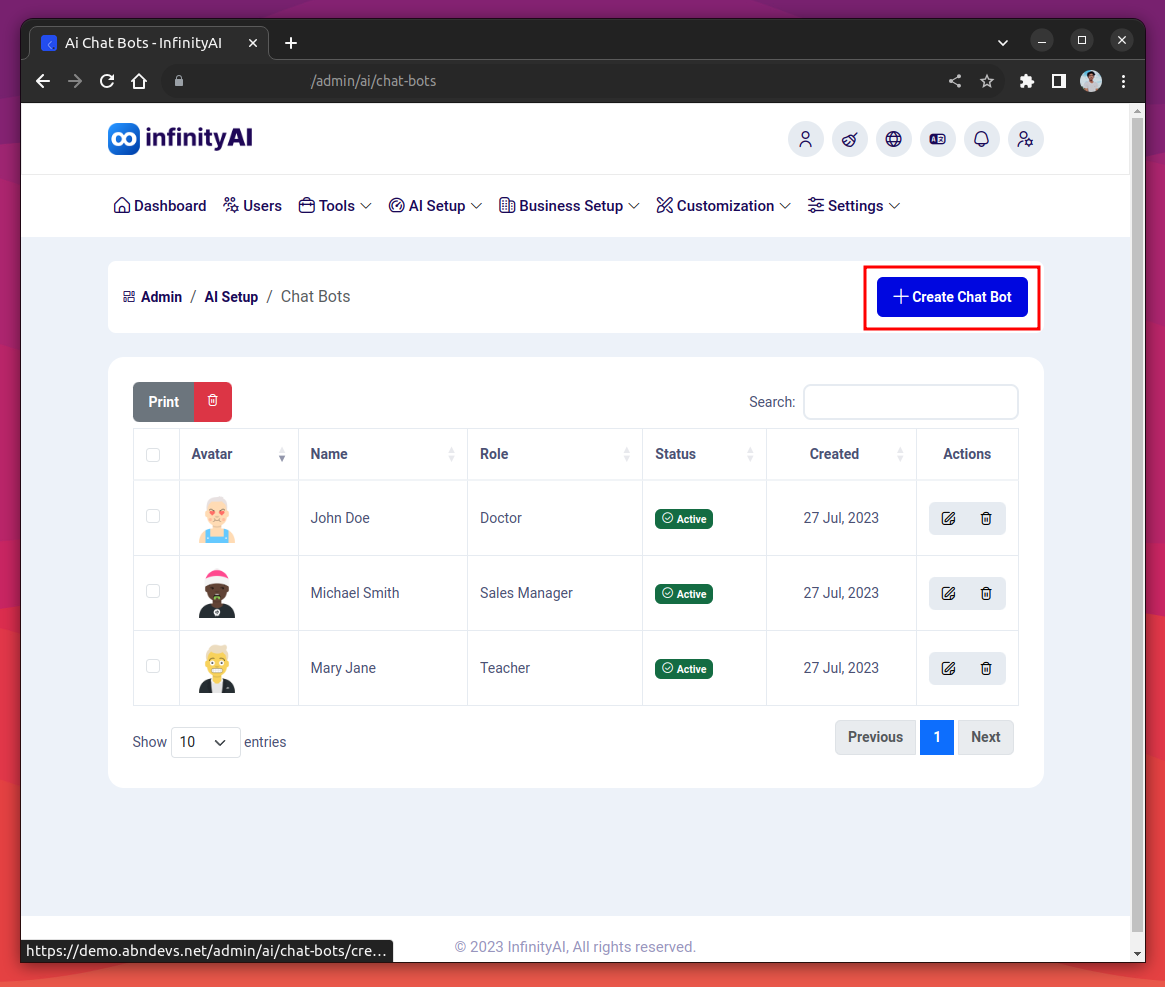 Ai Chat Bots - InfinityAI
/admin/ai/chat-bots
infinityAI
Dashboard Users Tools AI Setup Business Setup Customization Settings
Admin / AI Setup / Chat Bots
Create Chat Bot
Print
Search:
Avatar Name Role Status Created Actions
John Doe Doctor Active 27 Jul, 2023
Michael Smith Sales Manager Active 27 Jul, 2023
Mary Jane Teacher Active 27 Jul, 2023
Show 10 entries
Previous 1 Next
© 2023 InfinityAI, All rights reserved.
https://demo.abndevs.net/admin/ai/chat-bots/cre…